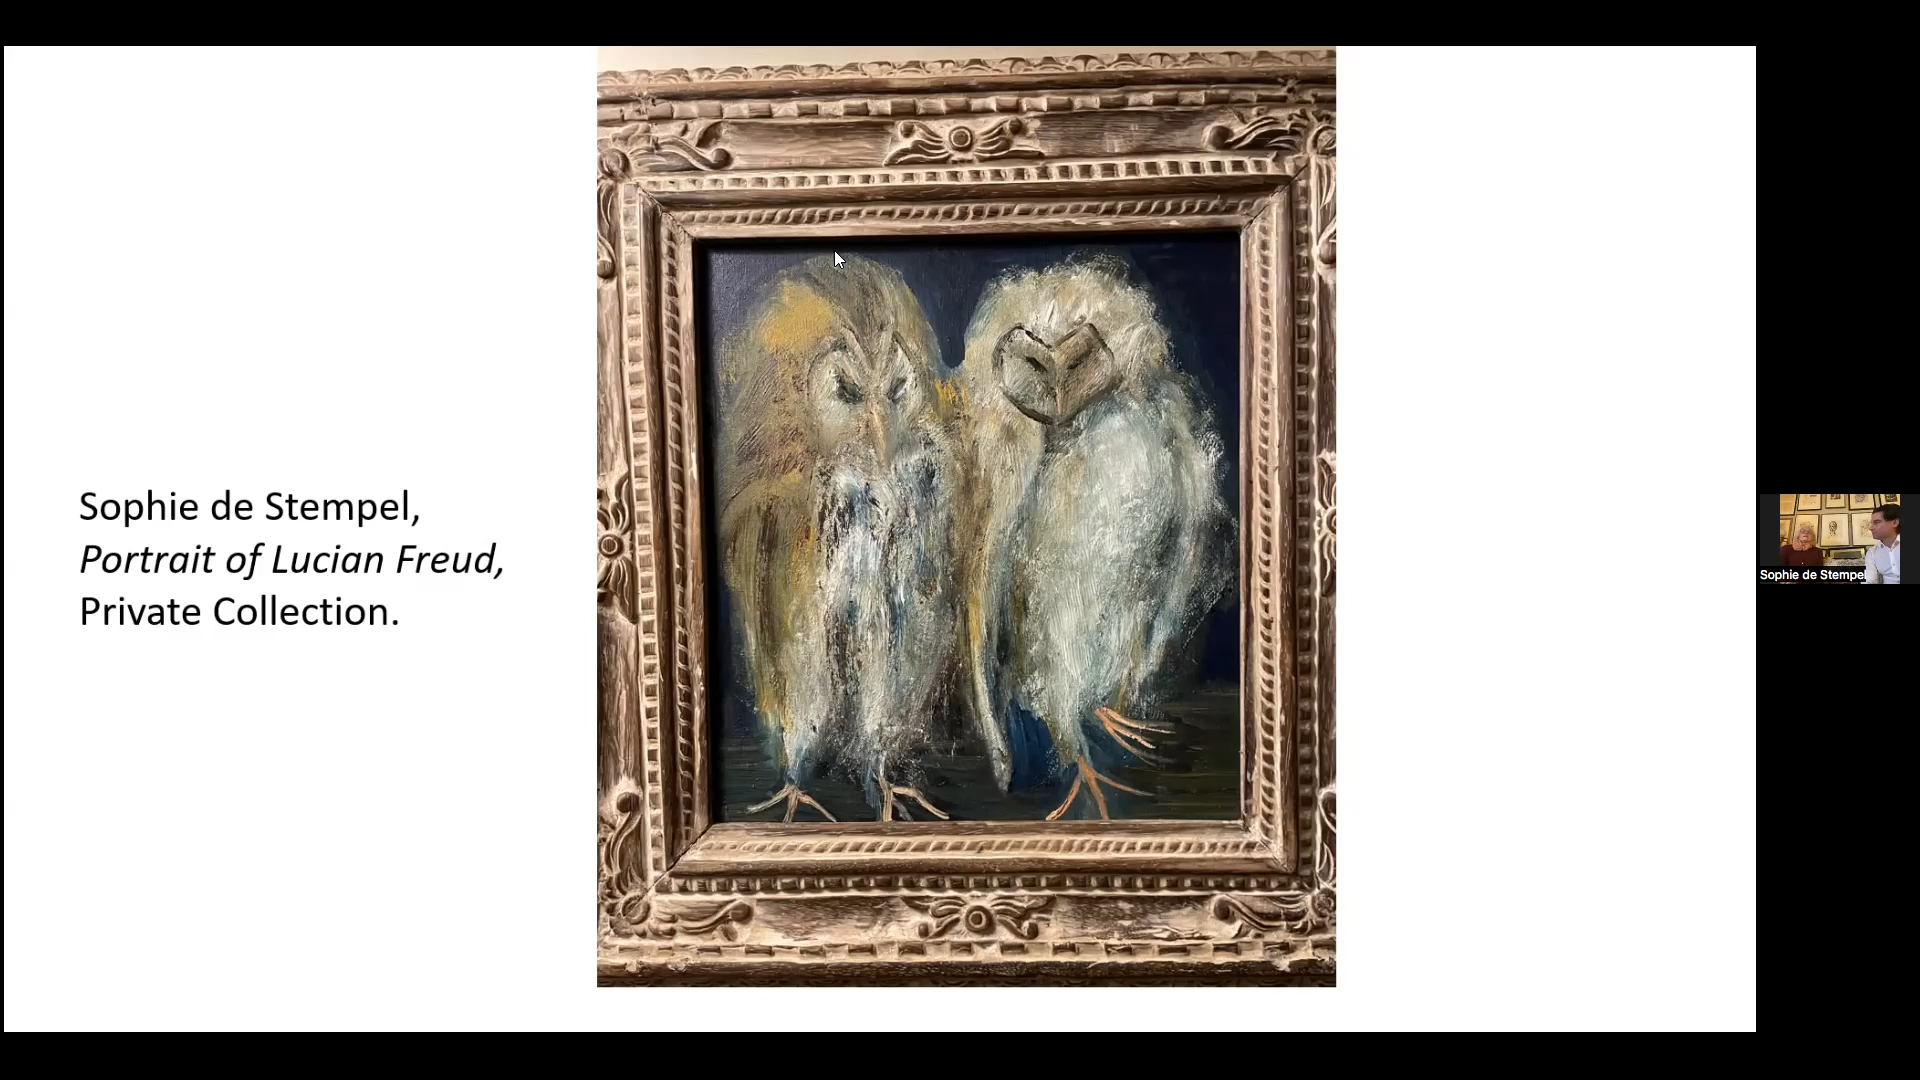 Sophie de Stempel,
Portrait of Lucian Freud,
Private Collection.
Sophie de Stempel